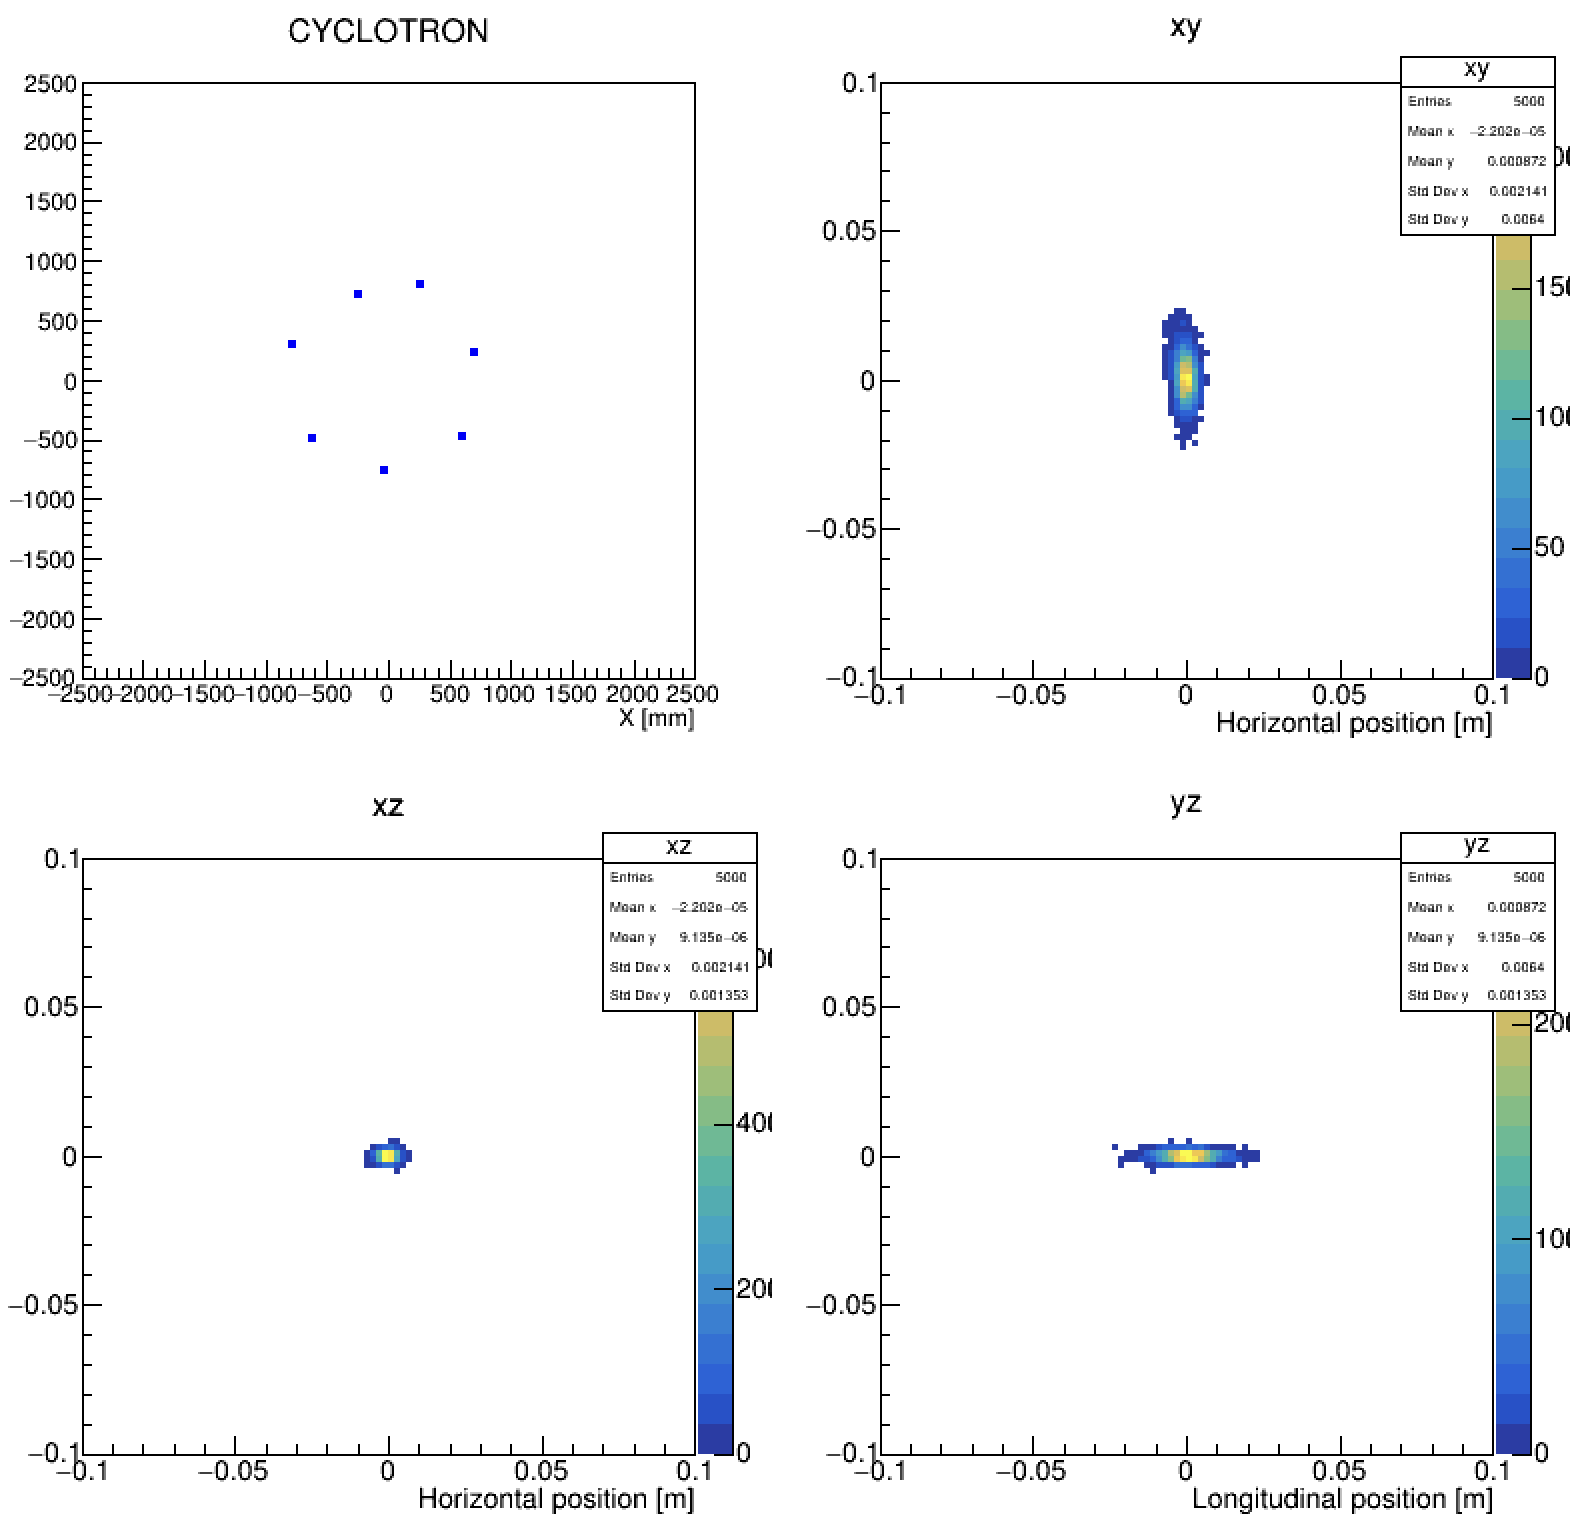 CYCLOTRON
2500
2000
1500
1000
500
0
−500
−1000
−1500
−2000
−2500
−2500 −2000 −1500 −1000 −500 0 500 1000 1500 2000 2500
X [mm]
xy
xy
Entries 5000
Mean x −2.202e−05
Mean y 0.000872
Std Dev x 0.002141
Std Dev y 0.0064
0.1
0.05
0
−0.05
−0.1
−0.1 −0.05 0 0.05 0.1
Horizontal position [m]
150
100
50
0
xz
xz
Entries 5000
Mean x −2.202e−05
Mean y 9.135e−06
Std Dev x 0.002141
Std Dev y 0.001353
0.1
0.05
0
−0.05
−0.1
−0.1 −0.05 0 0.05 0.1
Horizontal position [m]
0
yz
yz
Entries 5000
Mean x 0.000872
Mean y 9.135e−06
Std Dev x 0.0064
Std Dev y 0.001353
0.1
0.05
0
−0.05
−0.1
−0.1 −0.05 0 0.05 0.1
Longitudinal position [m]
200
100
0